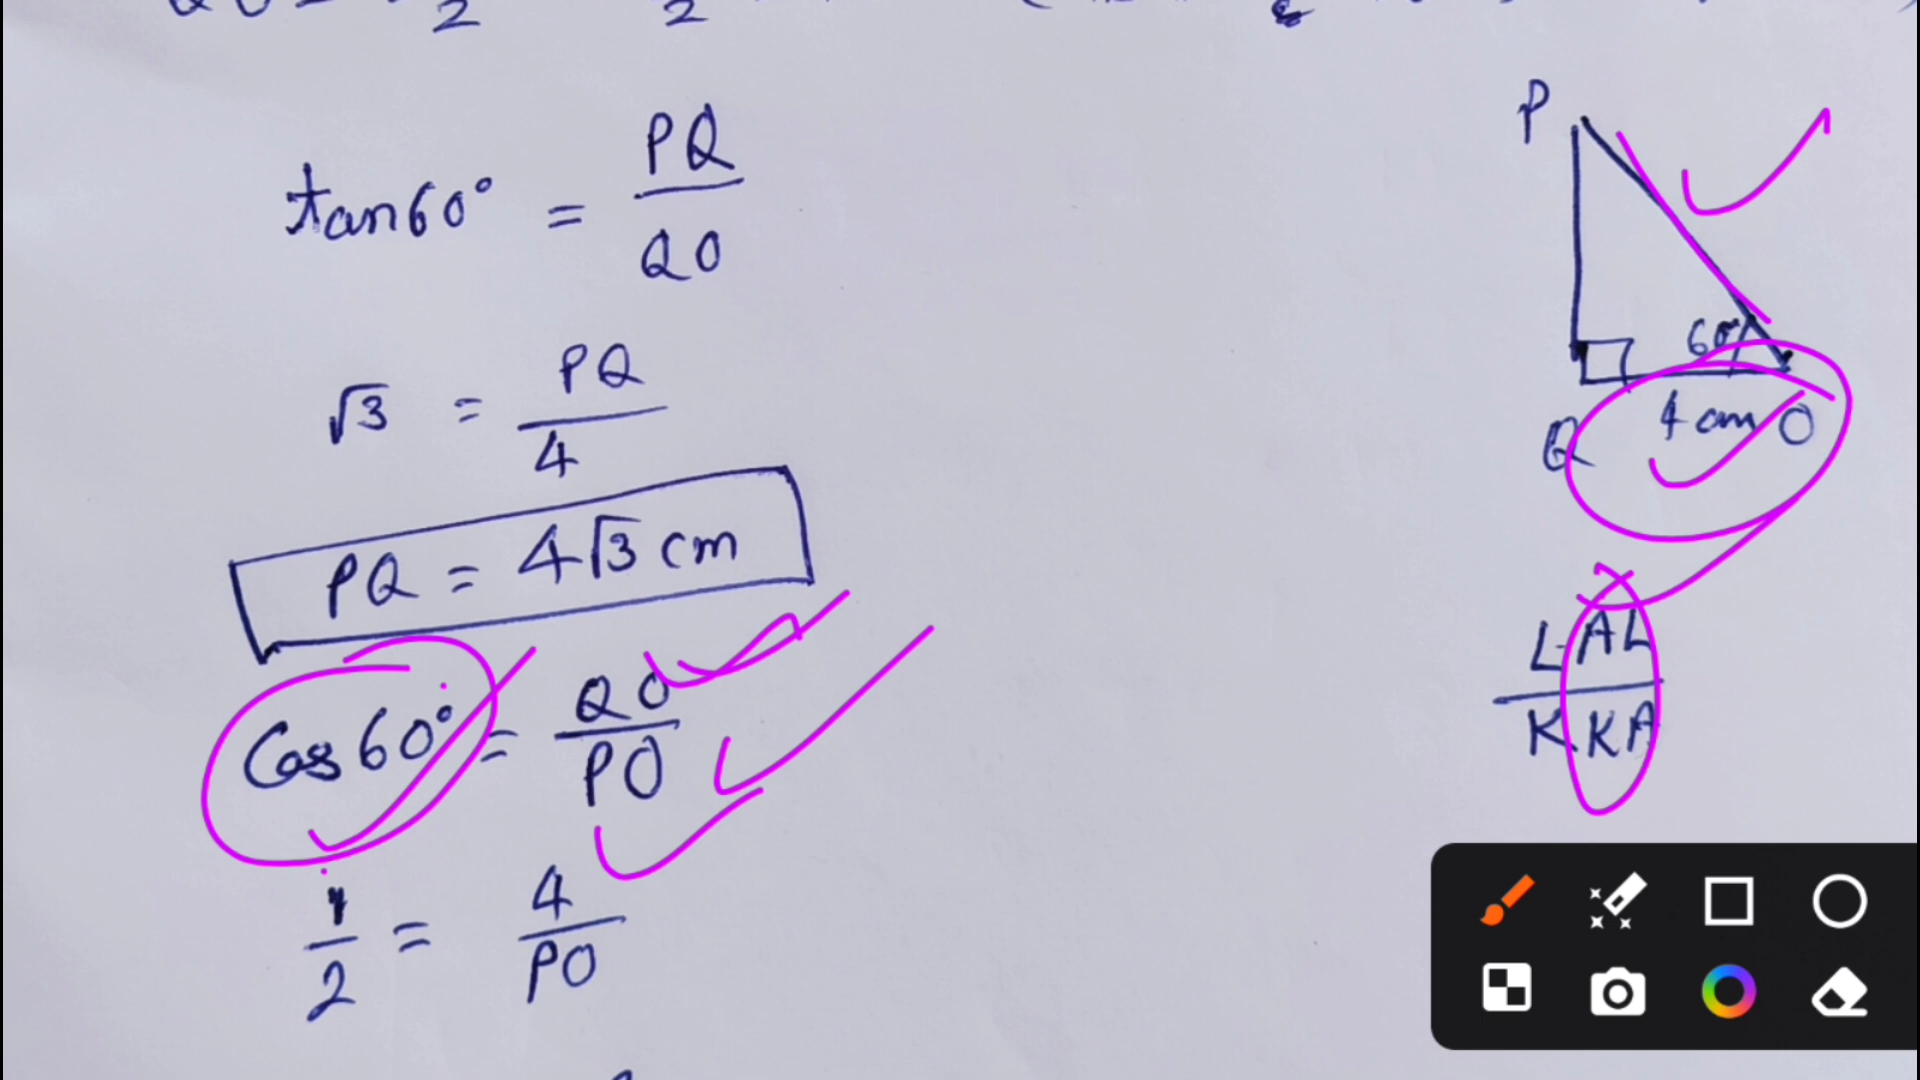 tan60° = PQ/QO
√3 = PQ/4
PQ = 4√3 cm
Cos60° = QO/PO
1/2 = 4/PO
P
60°
4 cm
Q
O
LAL
KKA